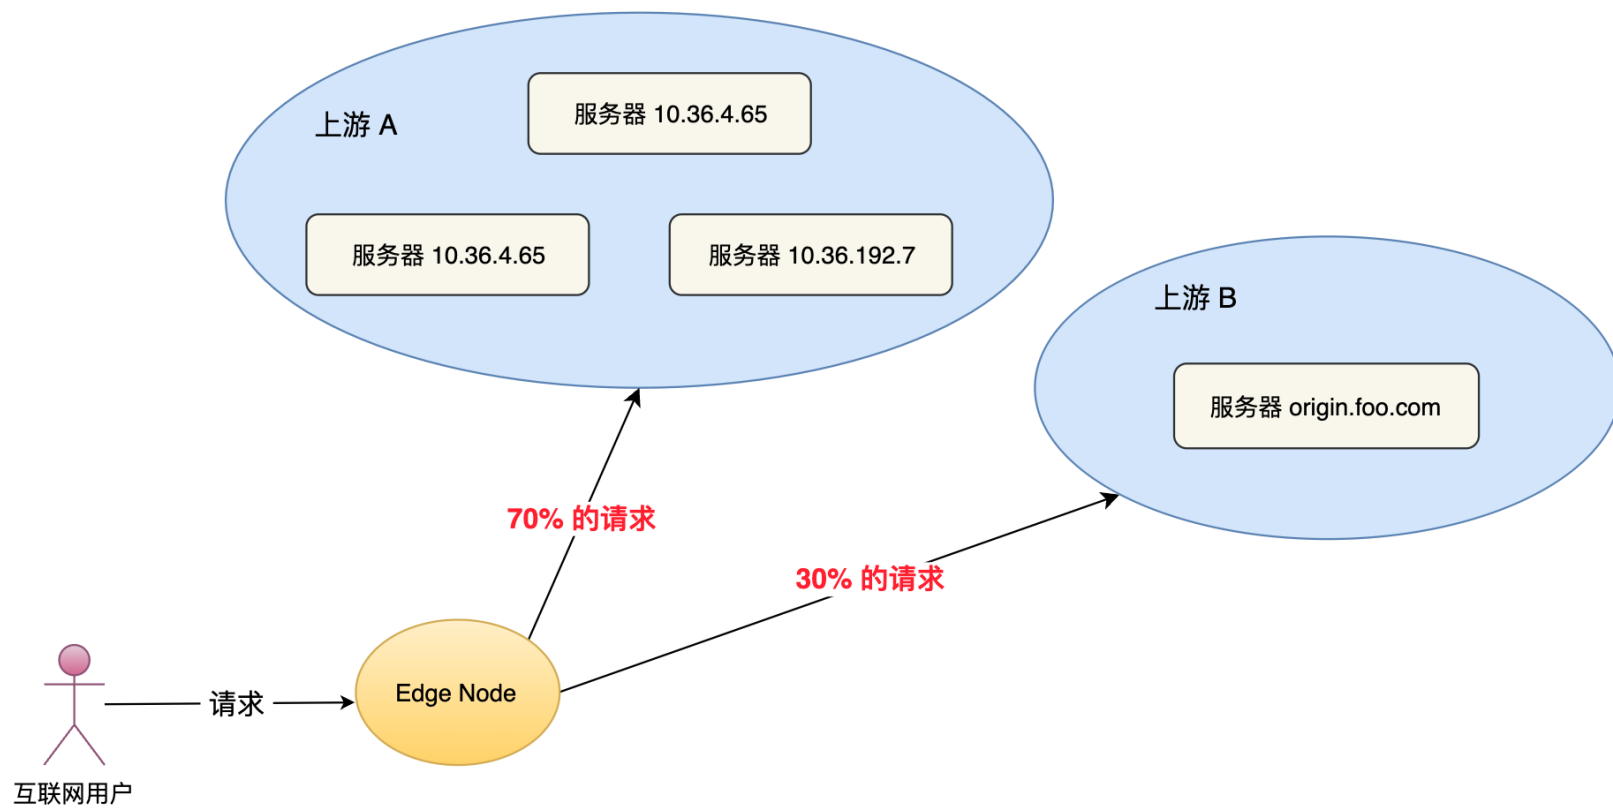 上游 A
服务器 10.36.4.65
服务器 10.36.4.65
服务器 10.36.192.7
上游 B
服务器 origin.foo.com
70% 的请求
30% 的请求
请求
Edge Node
互联网用户